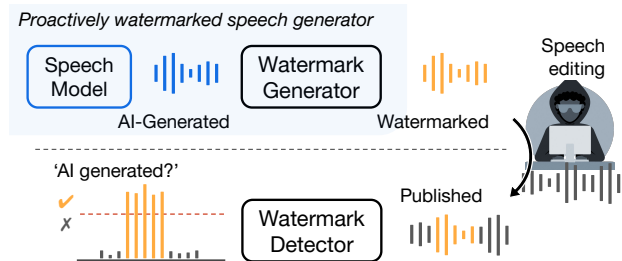 Proactively watermarked speech generator
Speech
Model
Watermark
Generator
AI-Generated
Watermarked
Speech
editing
'AI generated?'
✓
✗
Watermark
Detector
Published